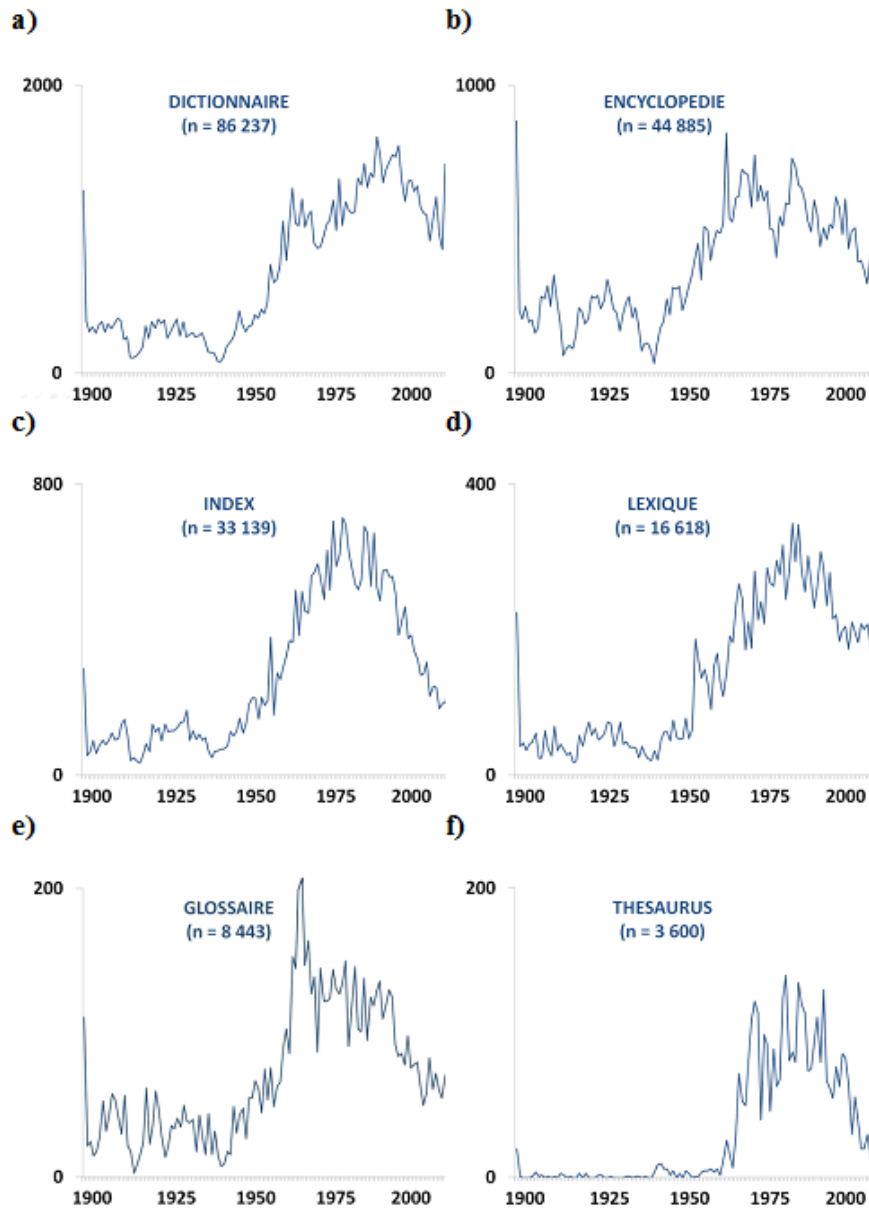 a)
2000
DICTIONNAIRE
(n = 86 237)
0
1900 1925 1950 1975 2000
b)
1000
ENCYCLOPEDIE
(n = 44 885)
0
1900 1925 1950 1975 2000
c)
800
INDEX
(n = 33 139)
0
1900 1925 1950 1975 2000
d)
400
LEXIQUE
(n = 16 618)
0
1900 1925 1950 1975 2000
e)
200
GLOSSAIRE
(n = 8 443)
0
1900 1925 1950 1975 2000
f)
200
THESAURUS
(n = 3 600)
0
1900 1925 1950 1975 2000